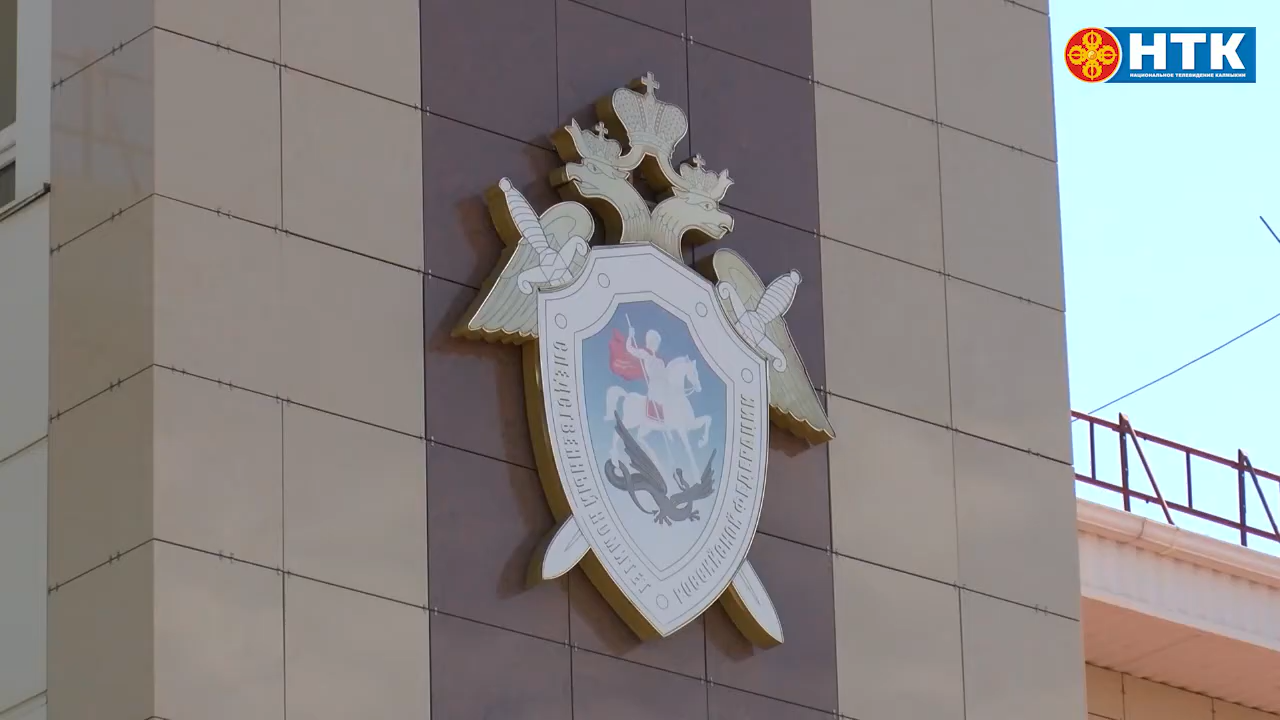 НТК
НАЦИОНАЛЬНОЕ ТЕЛЕВИДЕНИЕ КАЛМЫКИИ
СЛЕДСТВЕННЫЙ КОМИТЕТ
РОССИЙСКОЙ ФЕДЕРАЦИИ